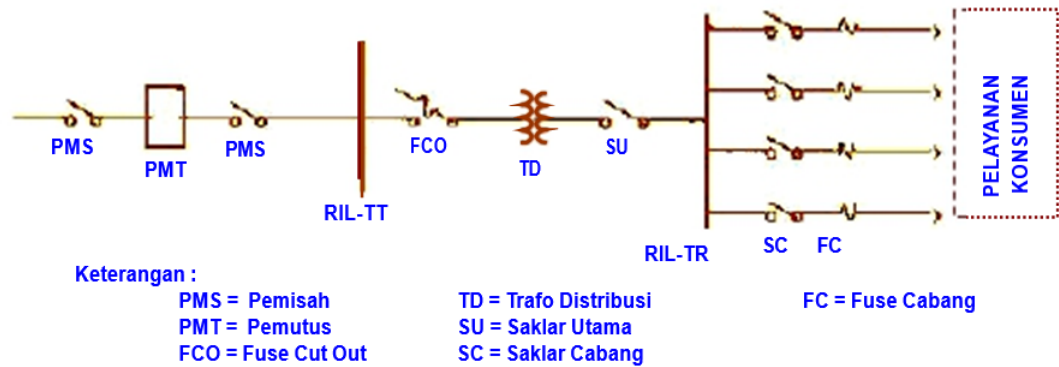 PMS
PMT
PMS
RIL-TT
FCO
TD
SU
RIL-TR
SC
FC
PELAYANAN
KONSUMEN
Keterangan :
PMS = Pemisah
PMT = Pemutus
FCO = Fuse Cut Out
TD = Trafo Distribusi
SU = Saklar Utama
SC = Saklar Cabang
FC = Fuse Cabang